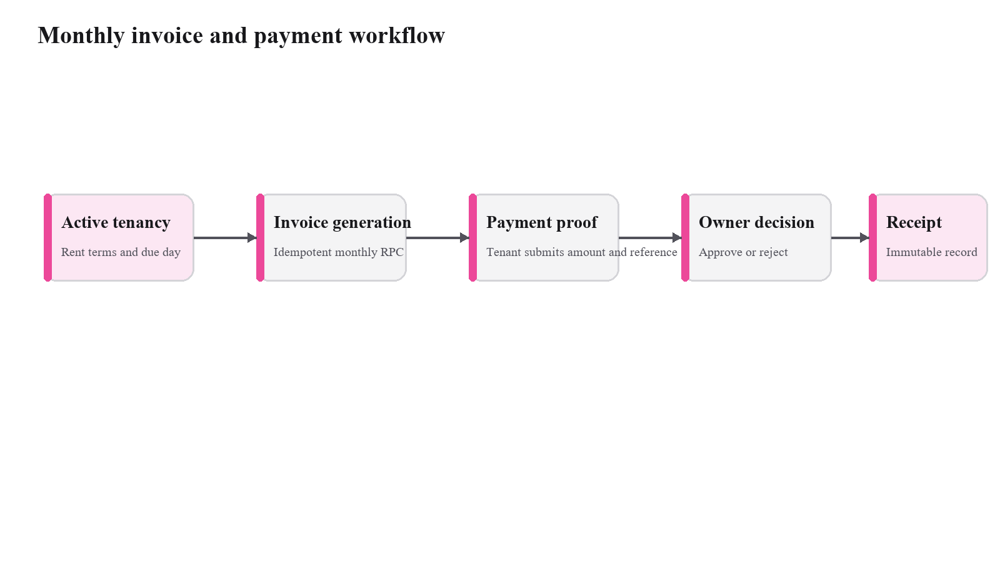 Monthly invoice and payment workflow
Active tenancy
Rent terms and due day
Invoice generation
Idempotent monthly RPC
Payment proof
Tenant submits amount and reference
Owner decision
Approve or reject
Receipt
Immutable record